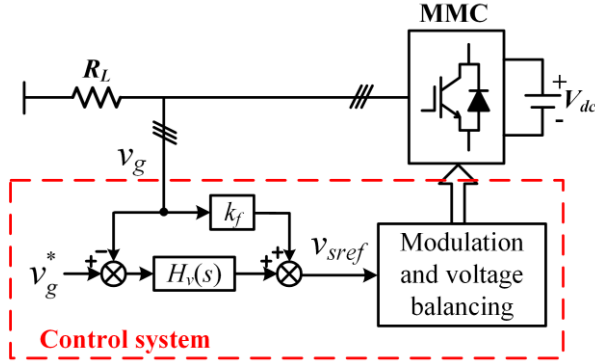 MMC
R_L
+
V_dc
-
v_g
k_f
-
+
+
v_g^*
+
H_v(s)
+
v_sref
Modulation
and voltage
balancing
Control system